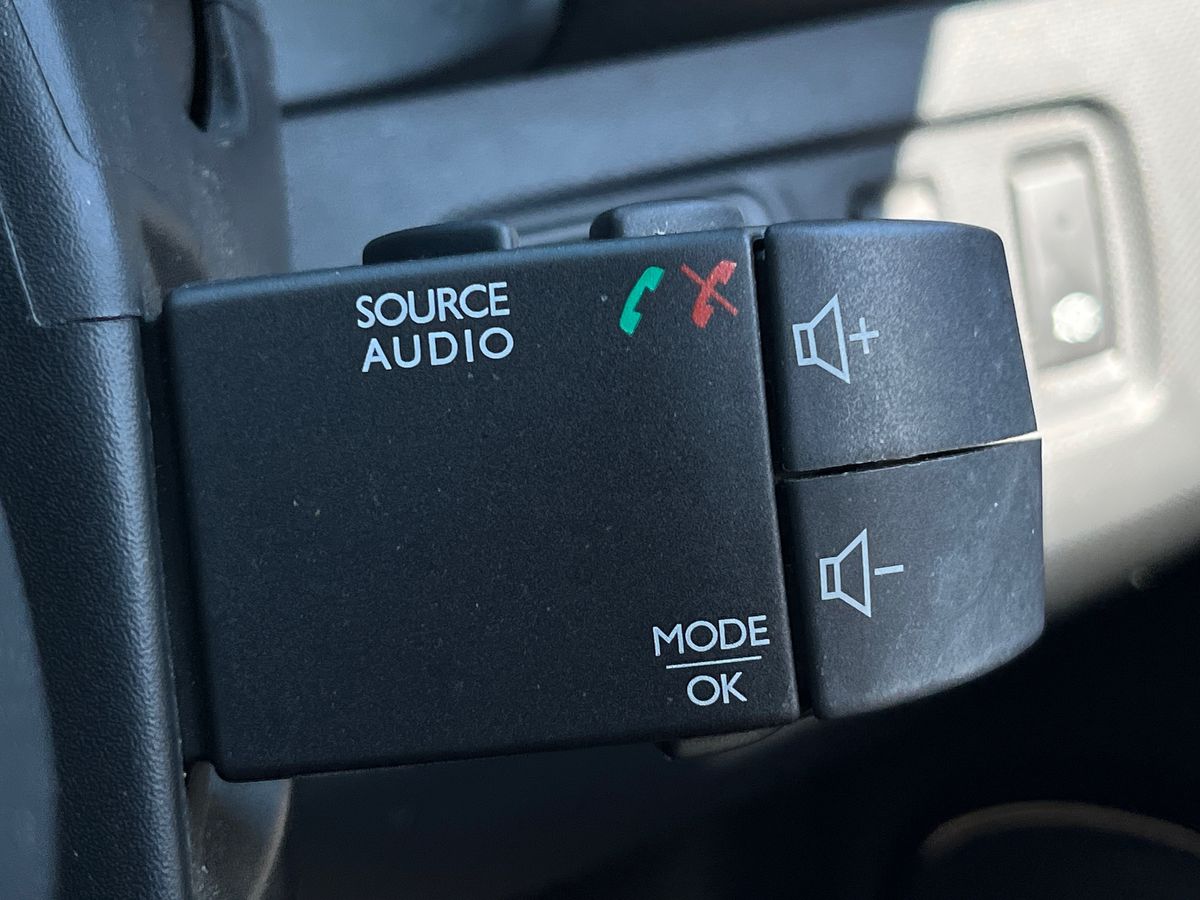 SOURCE
AUDIO
+
-
MODE
OK